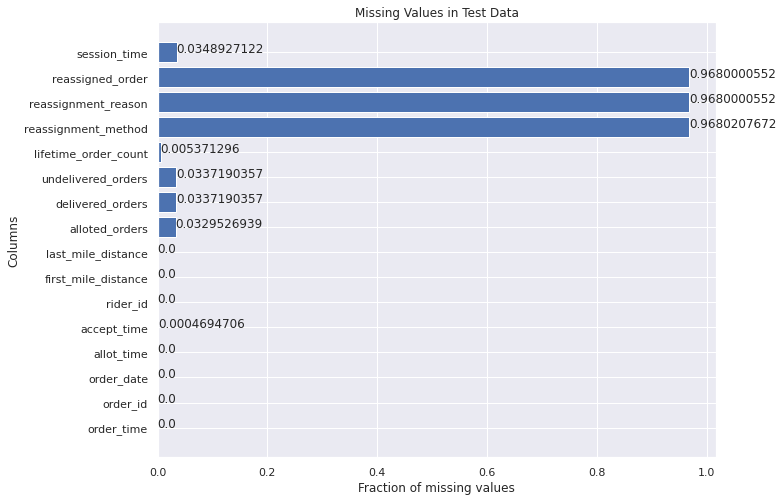 Missing Values in Test Data
session_time 0.0348927122
reassigned_order 0.9680000552
reassignment_reason 0.9680000552
reassignment_method 0.9680207672
lifetime_order_count 0.005371296
undelivered_orders 0.0337190357
delivered_orders 0.0337190357
alloted_orders 0.0329526939
last_mile_distance 0.0
first_mile_distance 0.0
rider_id 0.0
accept_time 0.0004694706
allot_time 0.0
order_date 0.0
order_id 0.0
order_time 0.0
Columns
0.0 0.2 0.4 0.6 0.8 1.0
Fraction of missing values